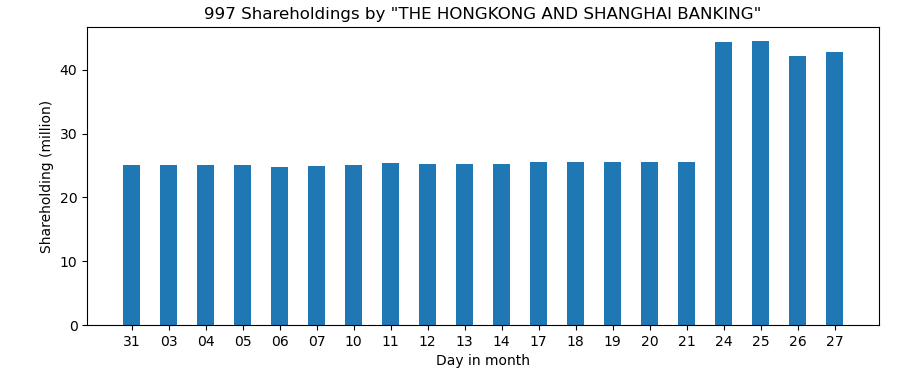 997 Shareholdings by "THE HONGKONG AND SHANGHAI BANKING"
Shareholding (million)
40
30
20
10
0
31 03 04 05 06 07 10 11 12 13 14 17 18 19 20 21 24 25 26 27
Day in month